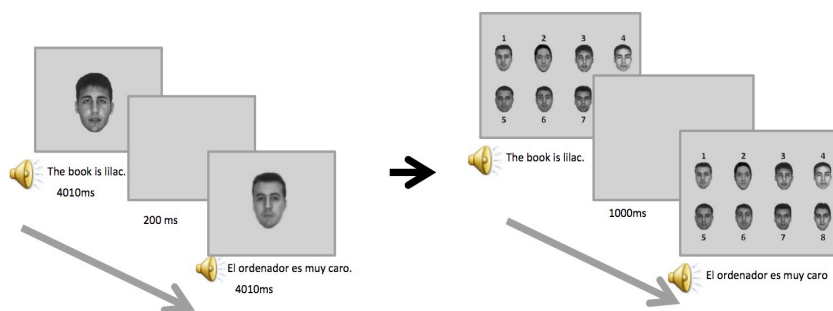 The book is lilac.
4010ms
200 ms
El ordenador es muy caro.
4010ms
1 2 3 4
5 6 7
The book is lilac.
1000ms
1 2 3 4
5 6 7 8
El ordenador es muy caro